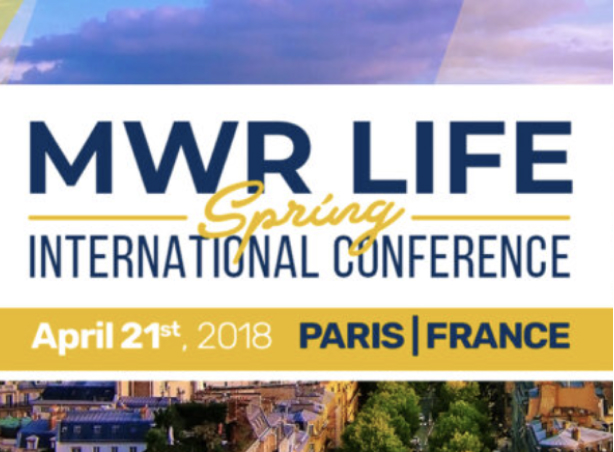 MWR LIFE
Spring
INTERNATIONAL CONFERENCE
April 21st, 2018 PARIS|FRANCE